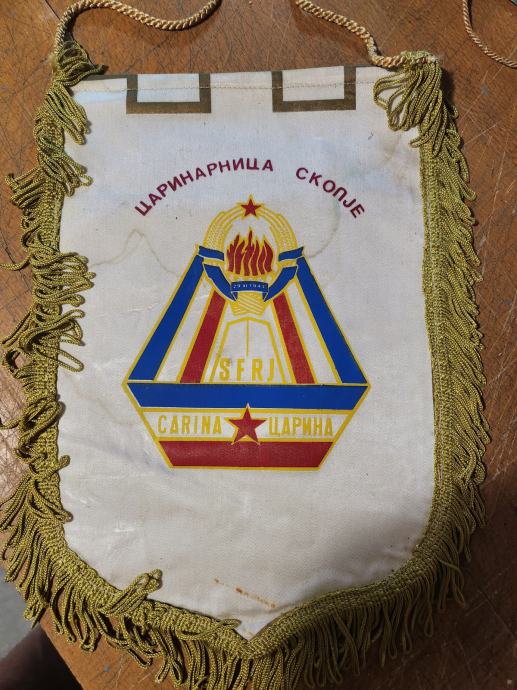 ЦАРИНАРНИЦА СКОПЈЕ
29·XI·1943
SFRJ
CARINA ЦАРИНА